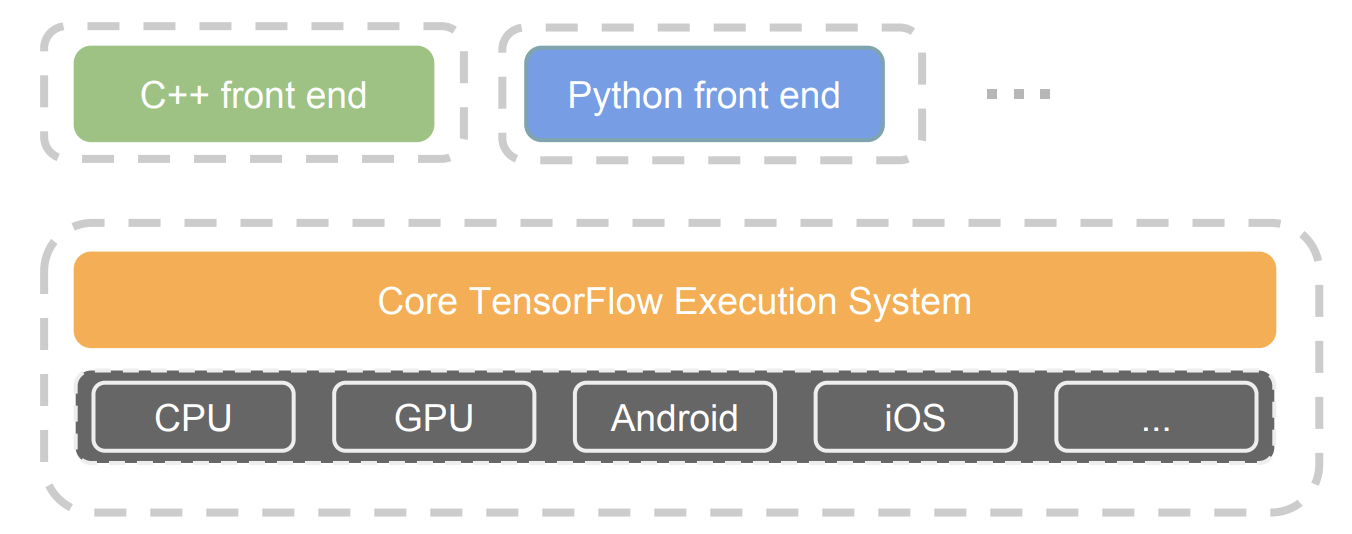 C++ front end
Python front end
...
Core TensorFlow Execution System
CPU
GPU
Android
iOS
...